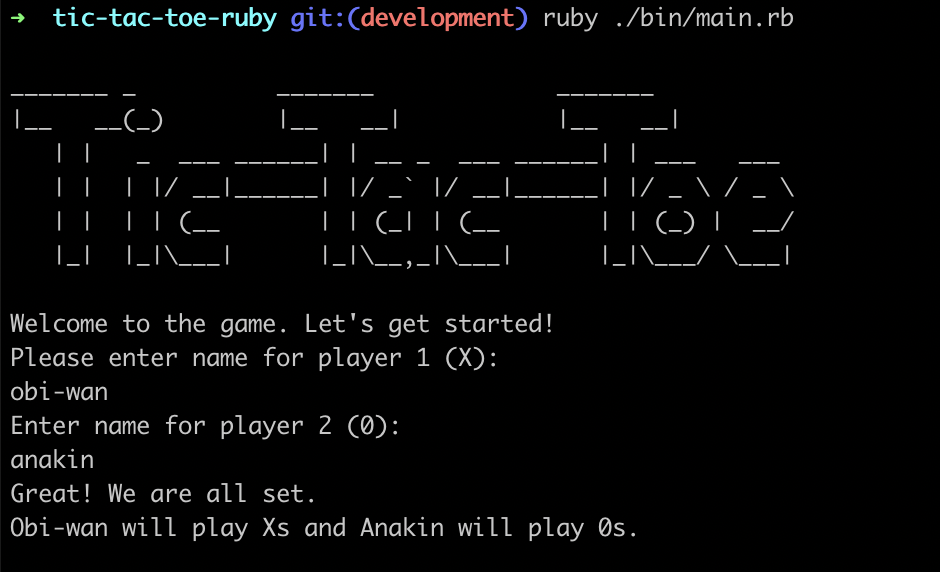 → tic-tac-toe-ruby git:(development) ruby ./bin/main.rb
_______ _          _______             _______
|__   __(_)        |__   __|           |__   __|
   | |   _  ___ ______| | __ _  ___ ______| | ___   ___
   | |  | |/ __|______| |/ _` |/ __|______| |/ _ \ / _ \
   | |  | | (__       | | (_| | (__       | | (_) |  __/
   |_|  |_|\___|      |_|\__,_|\___|      |_|\___/ \___|
Welcome to the game. Let's get started!
Please enter name for player 1 (X):
obi-wan
Enter name for player 2 (0):
anakin
Great! We are all set.
Obi-wan will play Xs and Anakin will play 0s.